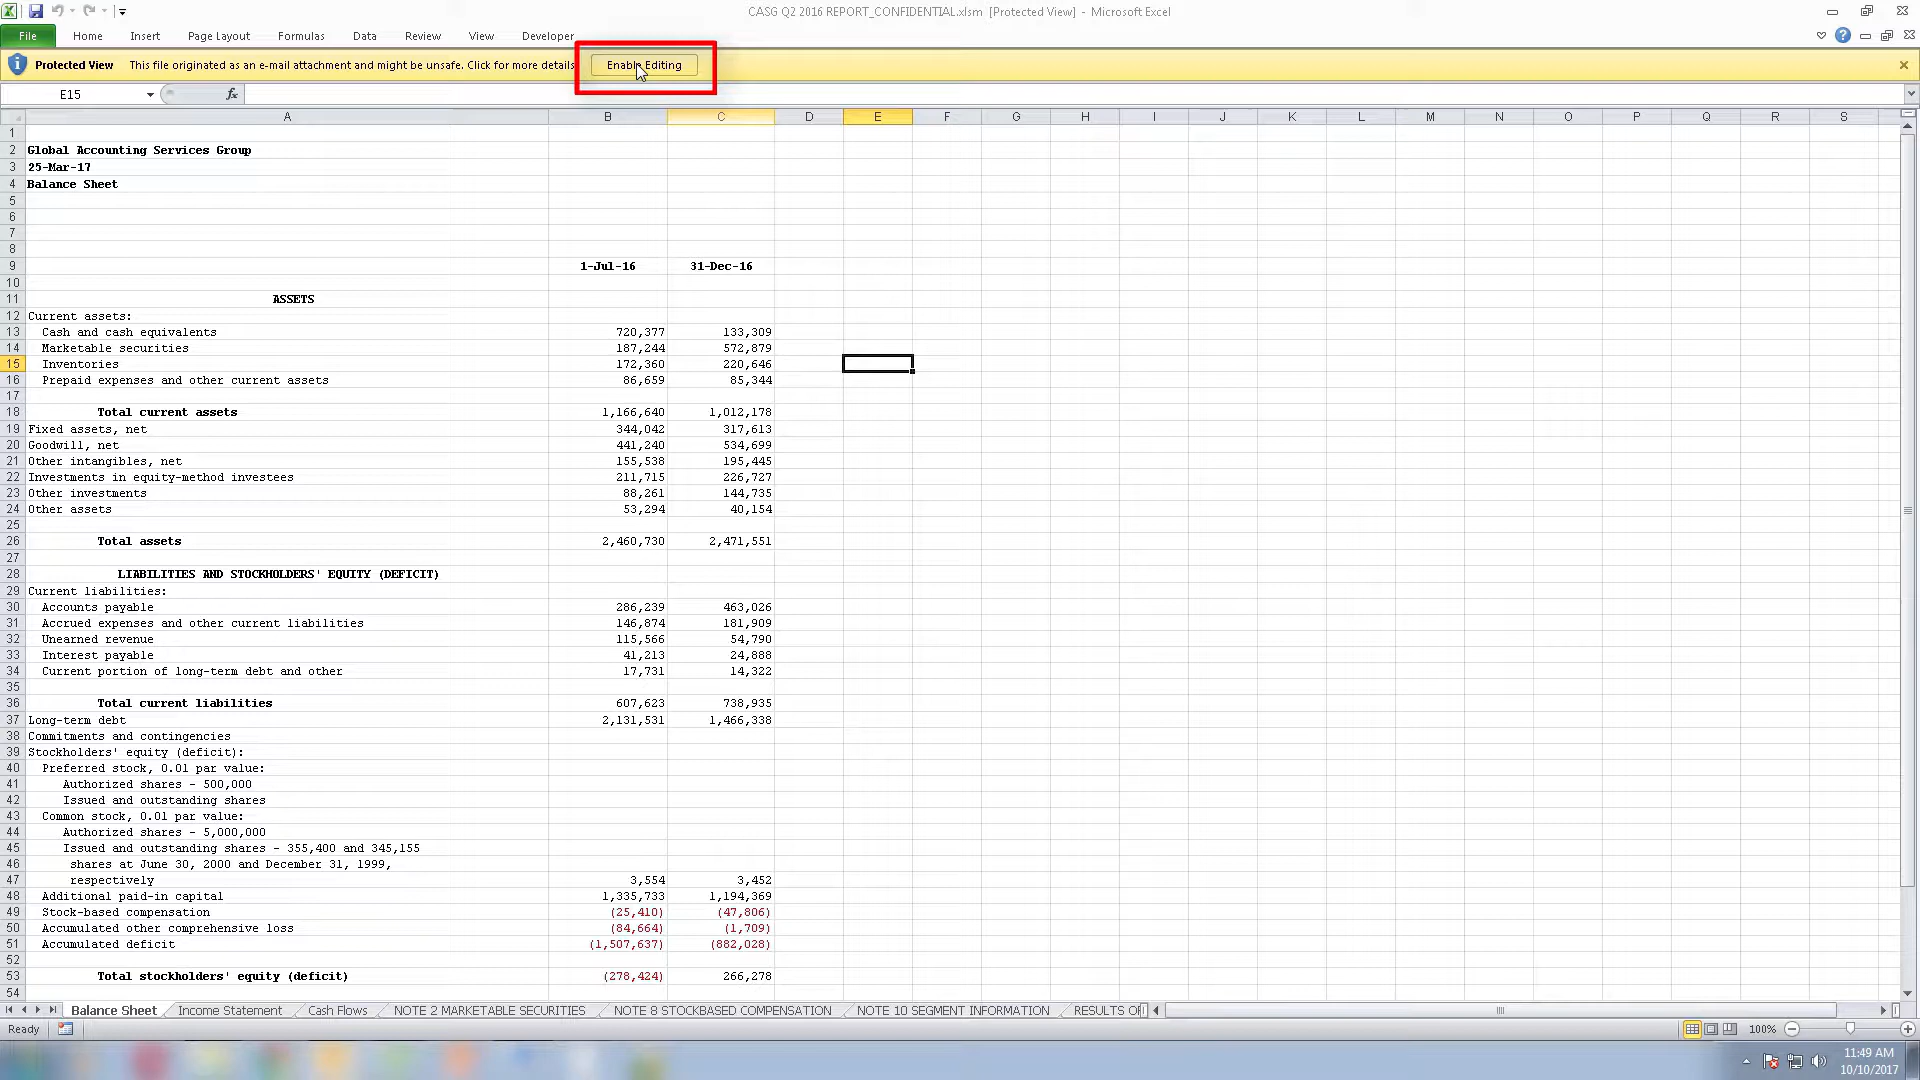 CASG Q2 2016 REPORT_CONFIDENTIAL.xlsm [Protected View] - Microsoft Excel
File Home Insert Page Layout Formulas Data Review View Developer
Protected View This file originated as an e-mail attachment and might be unsafe. Click for more details. Enable Editing
E15 fx
A B C D E F G H I J K L M N O P Q R S
1
2 Global Accounting Services Group
3 25-Mar-17
4 Balance Sheet
5
6
7
8
9 1-Jul-16 31-Dec-16
10
11 ASSETS
12 Current assets:
13 Cash and cash equivalents 720,377 133,309
14 Marketable securities 187,244 572,879
15 Inventories 172,360 220,646
16 Prepaid expenses and other current assets 86,659 85,344
17
18 Total current assets 1,166,640 1,012,178
19 Fixed assets, net 344,042 317,613
20 Goodwill, net 441,240 534,699
21 Other intangibles, net 155,538 195,445
22 Investments in equity-method investees 211,715 226,727
23 Other investments 88,261 144,735
24 Other assets 53,294 40,154
25
26 Total assets 2,460,730 2,471,551
27
28 LIABILITIES AND STOCKHOLDERS' EQUITY (DEFICIT)
29 Current liabilities:
30 Accounts payable 286,239 463,026
31 Accrued expenses and other current liabilities 146,874 181,909
32 Unearned revenue 115,566 54,790
33 Interest payable 41,213 24,888
34 Current portion of long-term debt and other 17,731 14,322
35
36 Total current liabilities 607,623 738,935
37 Long-term debt 2,131,531 1,466,338
38 Commitments and contingencies
39 Stockholders' equity (deficit):
40 Preferred stock, 0.01 par value:
41 Authorized shares - 500,000
42 Issued and outstanding shares
43 Common stock, 0.01 par value:
44 Authorized shares - 5,000,000
45 Issued and outstanding shares - 355,400 and 345,155
46 shares at June 30, 2000 and December 31, 1999,
47 respectively 3,554 3,452
48 Additional paid-in capital 1,335,733 1,194,369
49 Stock-based compensation (25,410) (47,806)
50 Accumulated other comprehensive loss (84,664) (1,709)
51 Accumulated deficit (1,507,637) (882,028)
52
53 Total stockholders' equity (deficit) (278,424) 266,278
54
Balance Sheet Income Statement Cash Flows NOTE 2 MARKETABLE SECURITIES NOTE 8 STOCKBASED COMPENSATION NOTE 10 SEGMENT INFORMATION RESULTS OF
Ready 100%
11:49 AM
10/10/2017